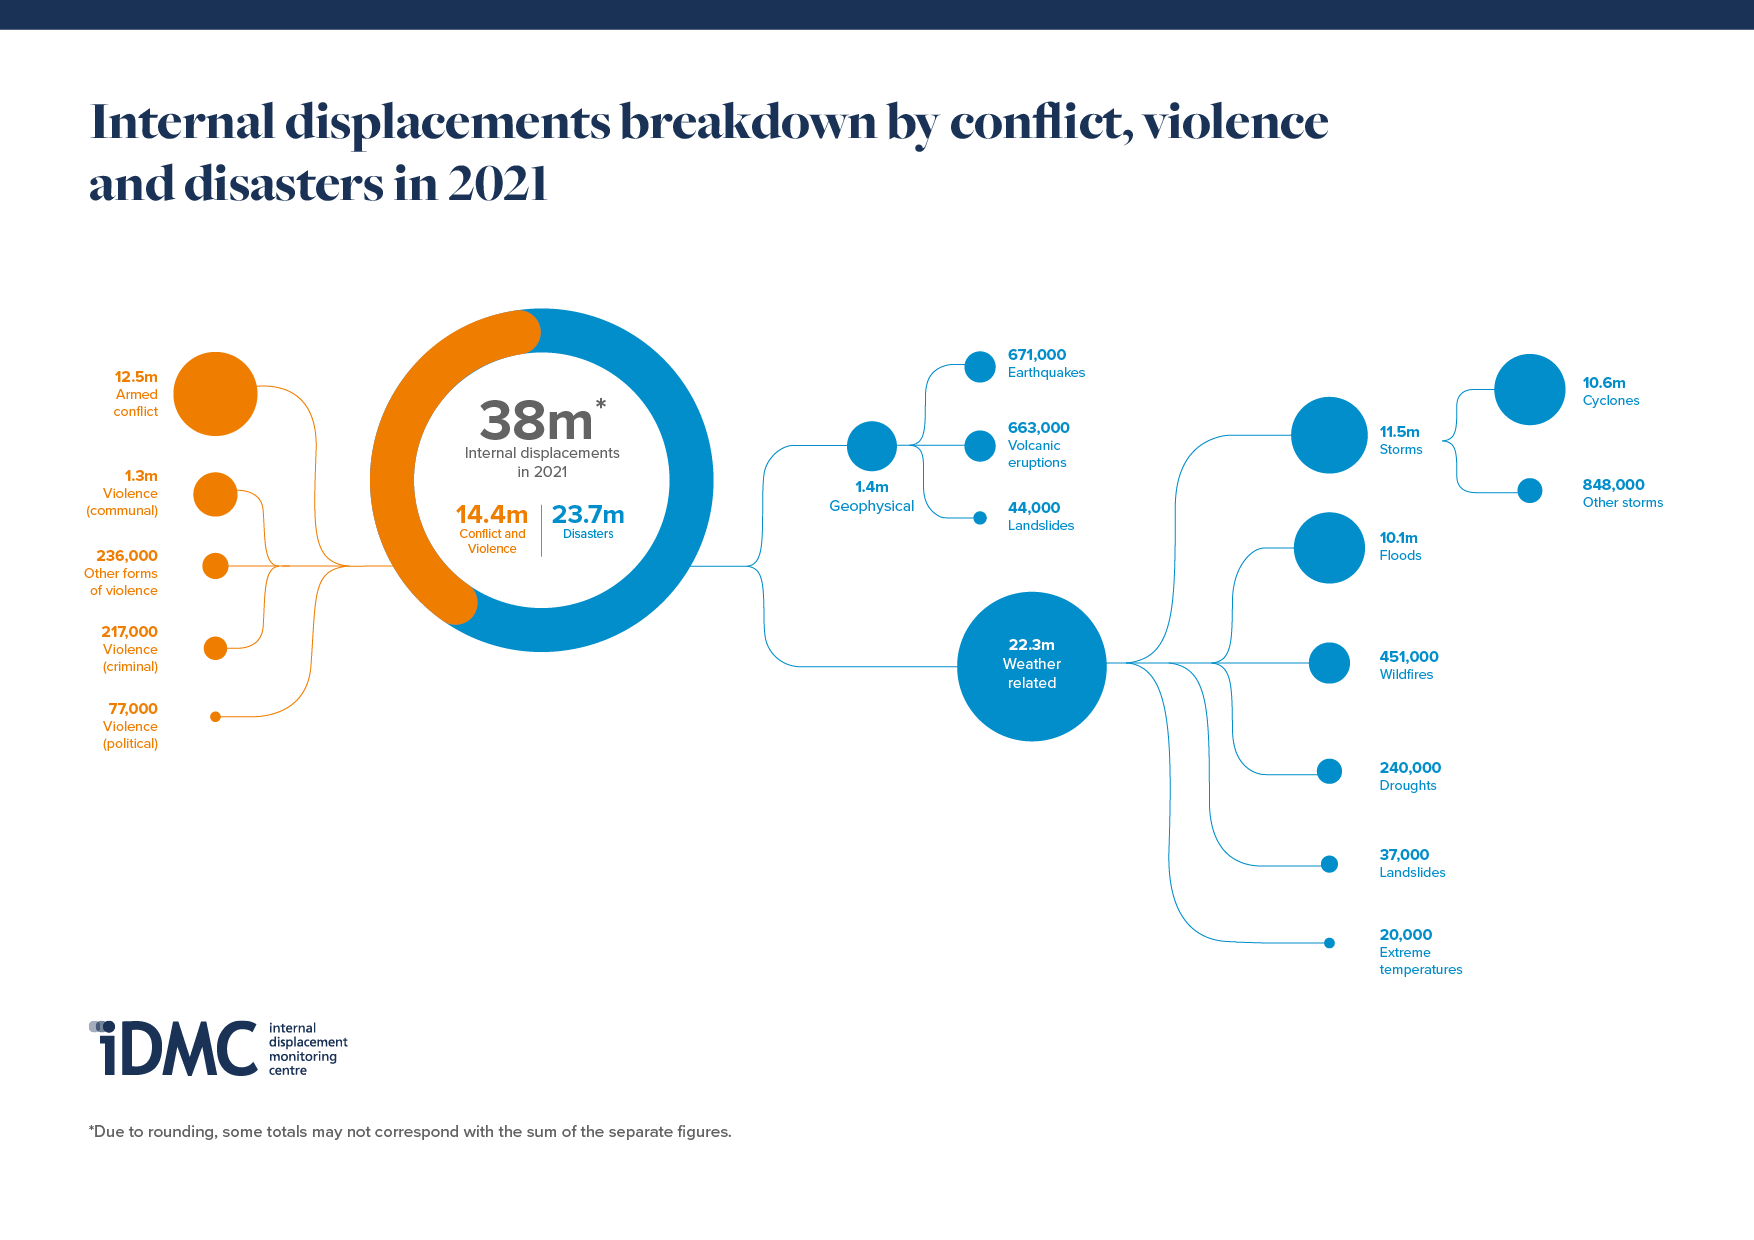 Internal displacements breakdown by conflict, violence
and disasters in 2021
12.5m
Armed
conflict
1.3m
Violence
(communal)
236,000
Other forms
of violence
217,000
Violence
(criminal)
77,000
Violence
(political)
38m*
Internal displacements
in 2021
14.4m
Conflict and
Violence
23.7m
Disasters
1.4m
Geophysical
671,000
Earthquakes
663,000
Volcanic
eruptions
44,000
Landslides
22.3m
Weather
related
11.5m
Storms
10.6m
Cyclones
848,000
Other storms
10.1m
Floods
451,000
Wildfires
240,000
Droughts
37,000
Landslides
20,000
Extreme
temperatures
iDMC
internal
displacement
monitoring
centre
*Due to rounding, some totals may not correspond with the sum of the separate figures.